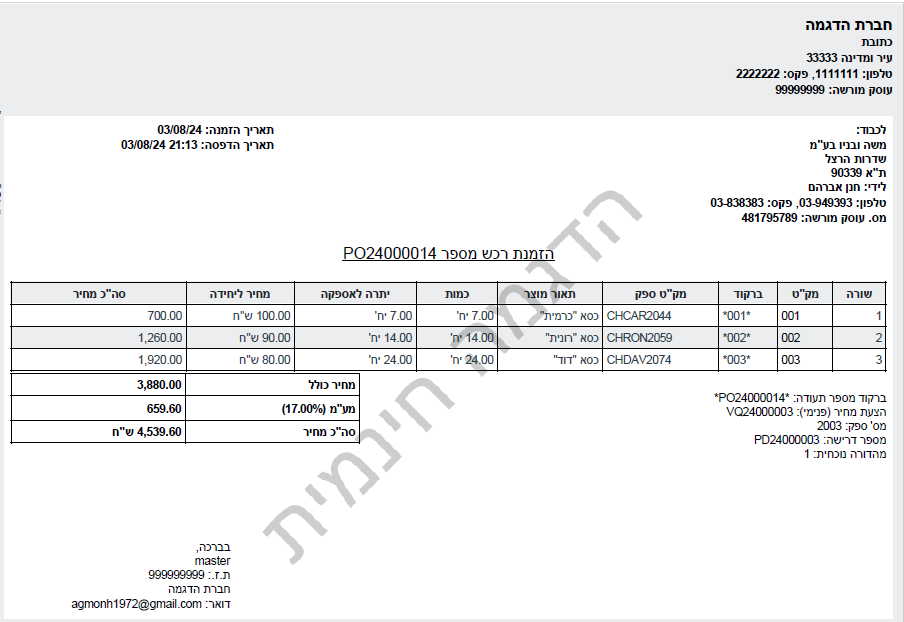 חברת הדגמה
כתובת
עיר ומדינה 33333
טלפון: 1111111, פקס: 2222222
עוסק מורשה: 99999999
תאריך הזמנה: 03/08/24
תאריך הדפסה: 03/08/24 21:13
לכבוד:
משה ובניו בע"מ
שדרות הרצל
ת"א 90339
לידי: חנן אברהם
טלפון: 03-949393, פקס: 03-838383
מס. עוסק מורשה: 481795789
הזמנת רכש מספר PO24000014
שורה מק"ט ברקוד מק"ט ספק תאור מוצר כמות יתרה לאספקה מחיר ליחידה סה"כ מחיר
1 001 *001* CHCAR2044 כסא "כרמית" 7.00 יח' 7.00 יח' 100.00 ש"ח 700.00
2 002 *002* CHRON2059 כסא "רונית" 14.00 יח' 14.00 יח' 90.00 ש"ח 1,260.00
3 003 *003* CHDAV2074 כסא "דוד" 24.00 יח' 24.00 יח' 80.00 ש"ח 1,920.00
מחיר כולל 3,880.00
מע"מ (17.00%) 659.60
סה"כ מחיר 4,539.60 ש"ח
ברקוד מספר תעודה: *PO24000014*
הצעת מחיר (פנימי): VQ24000003
מס' ספק: 2003
מספר דרישה: PD24000003
מהדורה נוכחית: 1
הדגמה חינמית
בברכה,
master
ת.ז.: 999999999
חברת הדגמה
דואר: agmonh1972@gmail.com